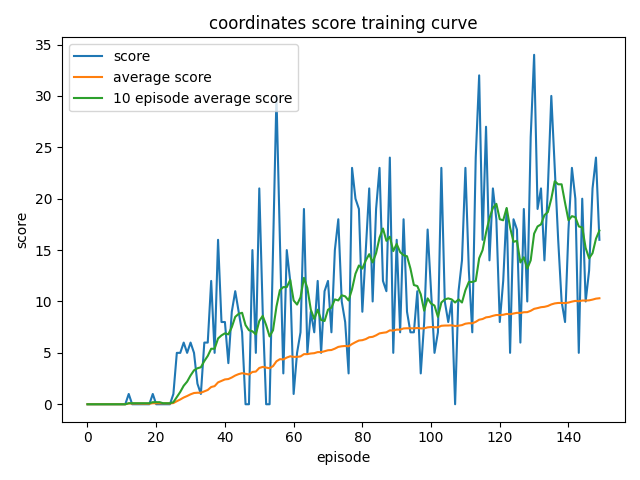 coordinates score training curve
score
average score
10 episode average score
score
35
30
25
20
15
10
5
0
0 20 40 60 80 100 120 140
episode